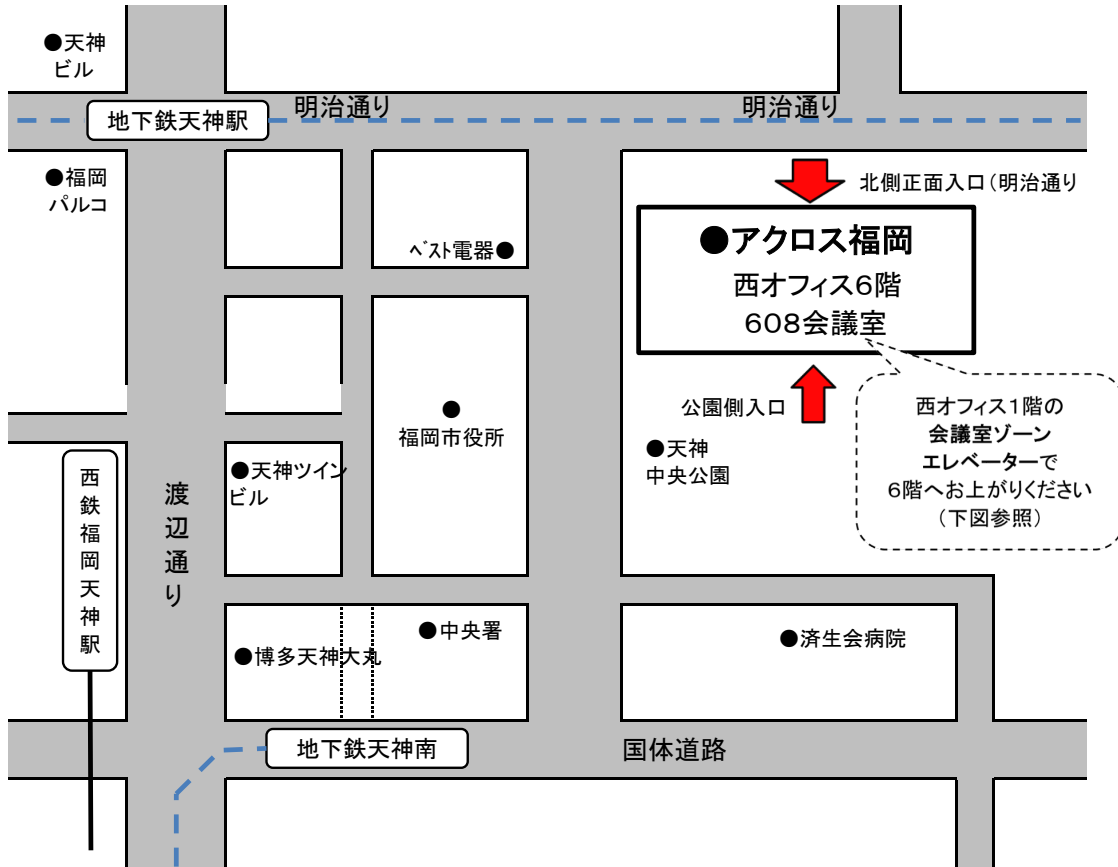 ●天神
ビル
地下鉄天神駅
明治通り
明治通り
●福岡
パルコ
ベスト電器●
北側正面入口(明治通り
●アクロス福岡
西オフィス6階
608会議室
公園側入口
西オフィス1階の
会議室ゾーン
エレベーターで
6階へお上がりください
(下図参照)
●
福岡市役所
●天神
中央公園
西鉄福岡天神駅
渡辺通り
●天神ツイン
ビル
●博多天神大丸
●中央署
●済生会病院
地下鉄天神南
国体道路